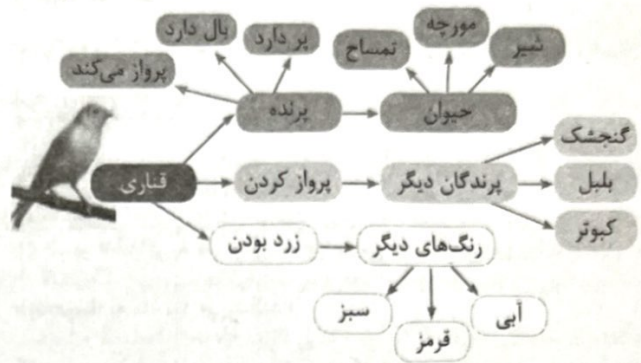 بال دارد
پر دارد
پرواز می‌کند
مورچه
تمساح
شیر
پرنده
حیوان
قناری
پرواز کردن
پرندگان دیگر
گنجشک
بلبل
کبوتر
زرد بودن
رنگ‌های دیگر
آبی
قرمز
سبز